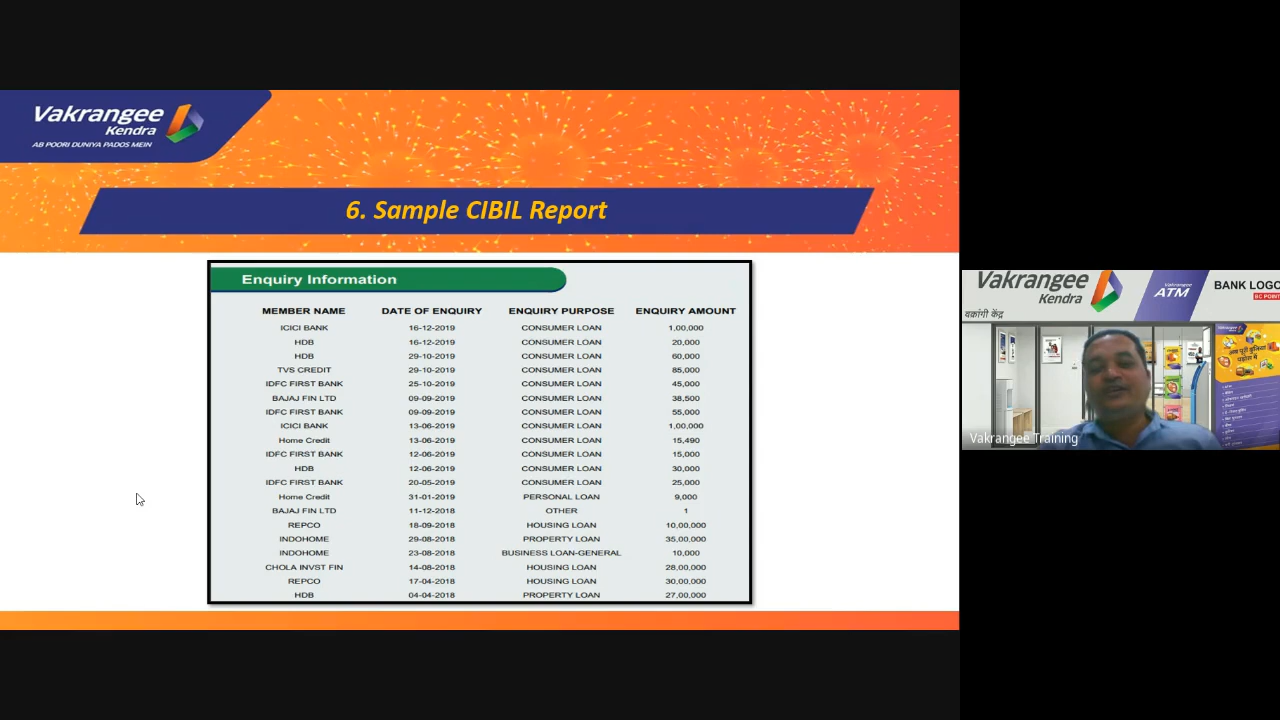 Vakrangee
Kendra
AB POORI DUNIYA PADOS MEIN
6. Sample CIBIL Report
Enquiry Information
MEMBER NAME DATE OF ENQUIRY ENQUIRY PURPOSE ENQUIRY AMOUNT
ICICI BANK 16-12-2019 CONSUMER LOAN 1,00,000
HDB 16-12-2019 CONSUMER LOAN 20,000
HDB 29-10-2019 CONSUMER LOAN 60,000
TVS CREDIT 29-10-2019 CONSUMER LOAN 85,000
IDFC FIRST BANK 25-10-2019 CONSUMER LOAN 45,000
BAJAJ FIN LTD 09-09-2019 CONSUMER LOAN 38,500
IDFC FIRST BANK 09-09-2019 CONSUMER LOAN 55,000
ICICI BANK 13-06-2019 CONSUMER LOAN 1,00,000
Home Credit 13-06-2019 CONSUMER LOAN 15,490
IDFC FIRST BANK 12-06-2019 CONSUMER LOAN 15,000
HDB 12-06-2019 CONSUMER LOAN 30,000
IDFC FIRST BANK 20-05-2019 CONSUMER LOAN 25,000
Home Credit 31-01-2019 PERSONAL LOAN 9,000
BAJAJ FIN LTD 11-12-2018 OTHER 1
REPCO 18-09-2018 HOUSING LOAN 10,00,000
INDOHOME 29-08-2018 PROPERTY LOAN 35,00,000
INDOHOME 23-08-2018 BUSINESS LOAN-GENERAL 10,000
CHOLA INVST FIN 14-08-2018 HOUSING LOAN 28,00,000
REPCO 17-04-2018 HOUSING LOAN 30,00,000
HDB 04-04-2018 PROPERTY LOAN 27,00,000
Vakrangee
Kendra
वक्रांगी केंद्र
Vakrangee
ATM
BANK LOGO
BC POINT
अब पूरी दुनिया
पड़ोस में
Vakrangee Training